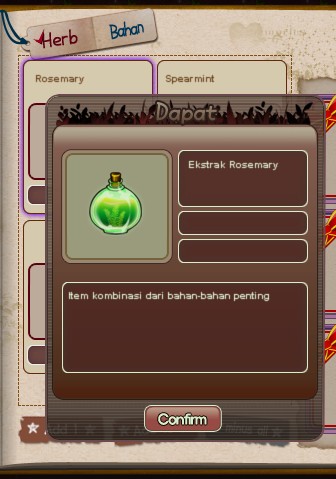 Herb
Bahan
Rosemary
Spearmint
Dapat
Ekstrak Rosemary
Item kombinasi dari bahan-bahan penting
Confirm